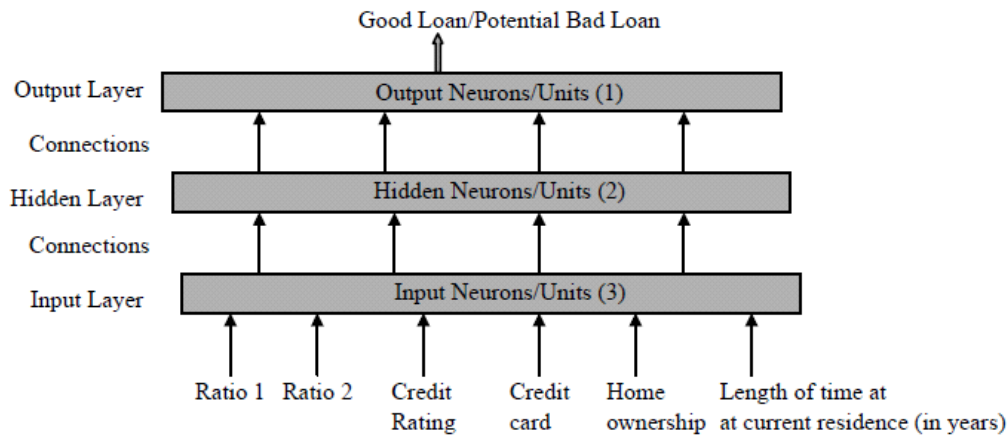 Good Loan/Potential Bad Loan
Output Layer
Output Neurons/Units (1)
Connections
Hidden Layer
Hidden Neurons/Units (2)
Connections
Input Layer
Input Neurons/Units (3)
Ratio 1
Ratio 2
Credit
Rating
Credit
card
Home
ownership
Length of time at
at current residence (in years)